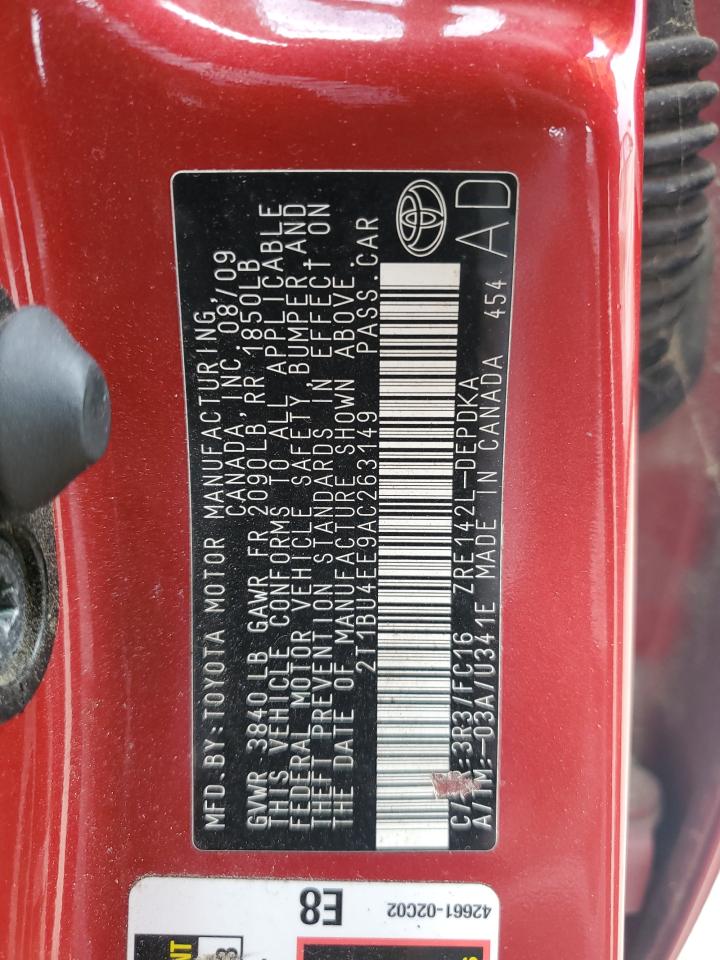 MFD.BY:TOYOTA MOTOR MANUFACTURING,
CANADA,INC. 08/09
GVWR 3840 LB GAWR FR 2090LB,RR 1850LB
THIS VEHICLE CONFORMS TO ALL APPLICABLE
FEDERAL MOTOR VEHICLE SAFETY, BUMPER AND
THEFT PREVENTION STANDARDS IN EFFECT ON
THE DATE OF MANUFACTURE SHOWN ABOVE.
2T1BU4EE9AC263149 PASS.CAR
C/TR:3R3/FC16 ZRE142L-DEPDKA
A/TM:-03A/U341E MADE IN CANADA 454
AD
E8
42661-02C02